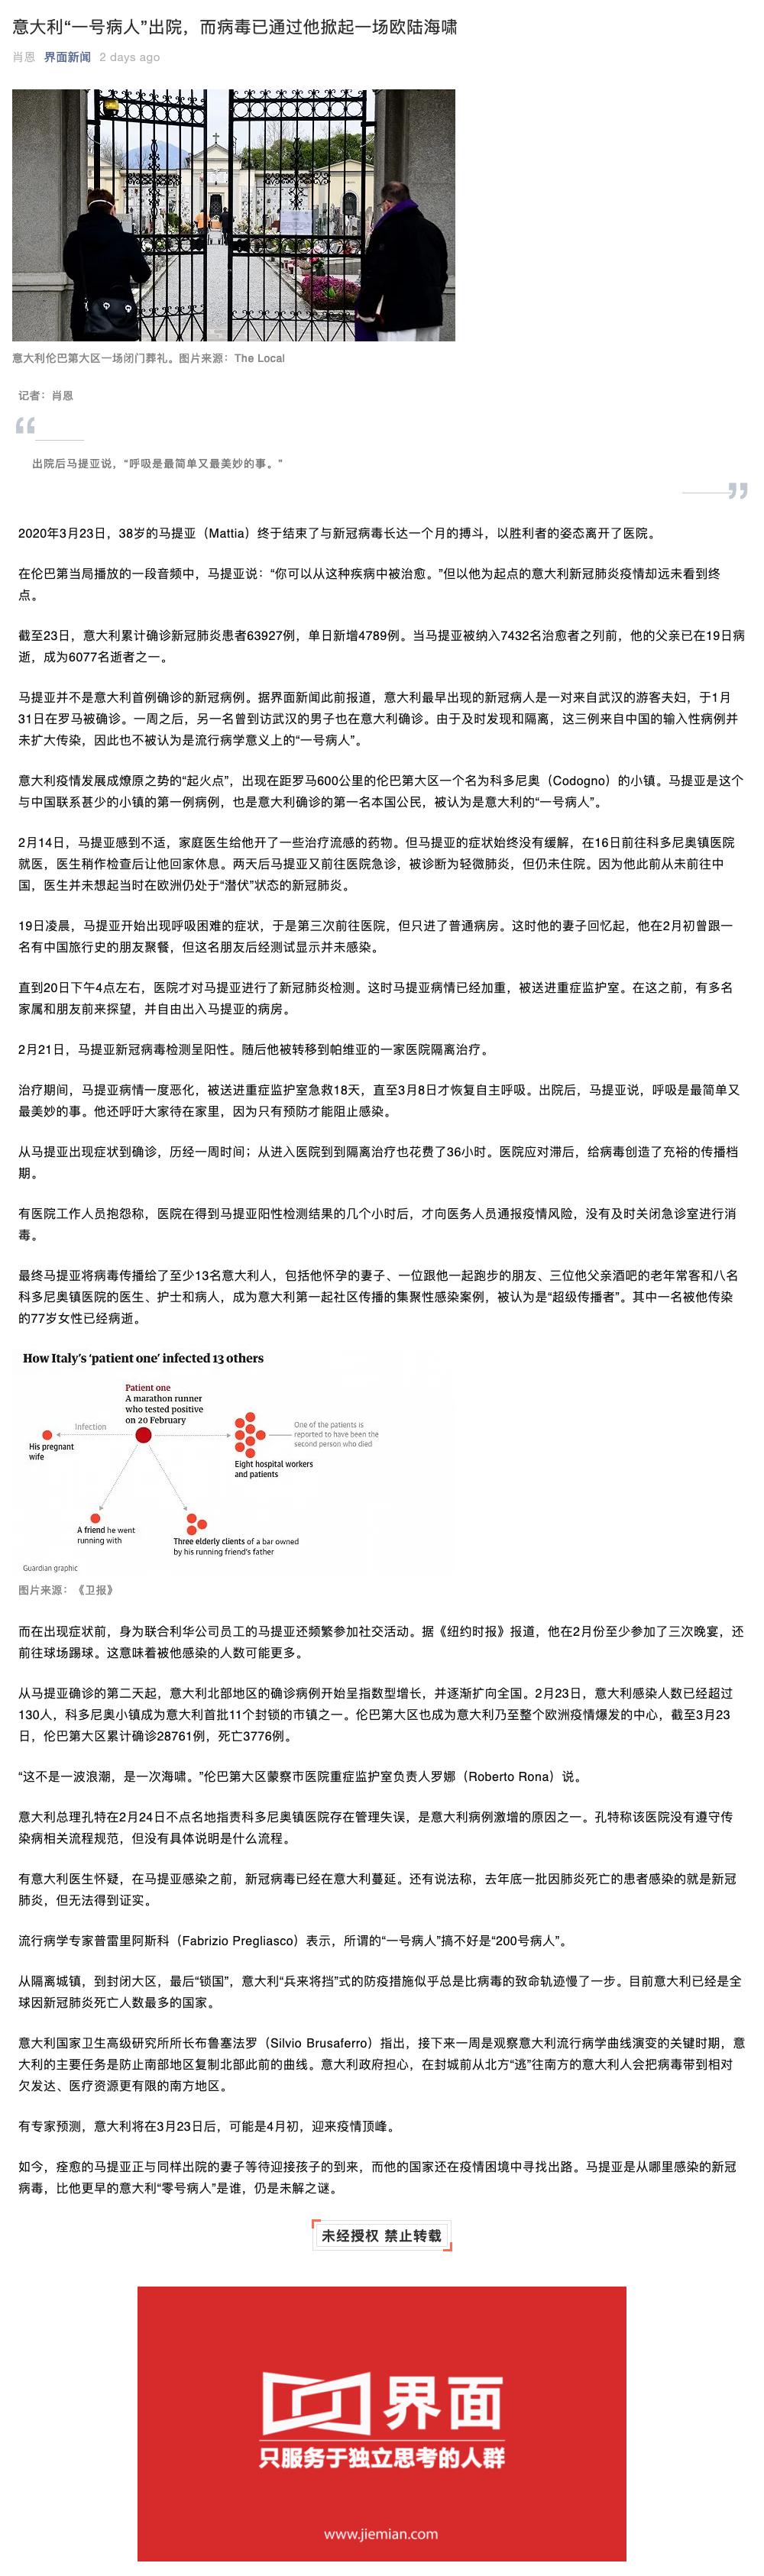 意大利“一号病人”出院，而病毒已通过他掀起一场欧陆海啸
肖恩 界面新闻 2 days ago
意大利伦巴第大区一场闭门葬礼。图片来源：The Local
记者：肖恩
“
出院后马提亚说，“呼吸是最简单又最美妙的事。”
”
2020年3月23日，38岁的马提亚（Mattia）终于结束了与新冠病毒长达一个月的搏斗，以胜利者的姿态离开了医院。
在伦巴第当局播放的一段音频中，马提亚说：“你可以从这种疾病中被治愈。”但以他为起点的意大利新冠肺炎疫情却远未看到终
点。
截至23日，意大利累计确诊新冠肺炎患者63927例，单日新增4789例。当马提亚被纳入7432名治愈者之列前，他的父亲已在19日病
逝，成为6077名逝者之一。
马提亚并不是意大利首例确诊的新冠病例。据界面新闻此前报道，意大利最早出现的新冠病人是一对来自武汉的游客夫妇，于1月
31日在罗马被确诊。一周之后，另一名曾到访武汉的男子也在意大利确诊。由于及时发现和隔离，这三例来自中国的输入性病例并
未扩大传染，因此也不被认为是流行病学意义上的“一号病人”。
意大利疫情发展成燎原之势的“起火点”，出现在距罗马600公里的伦巴第大区一个名为科多尼奥（Codogno）的小镇。马提亚是这个
与中国联系甚少的小镇的第一例病例，也是意大利确诊的第一名本国公民，被认为是意大利的“一号病人”。
2月14日，马提亚感到不适，家庭医生给他开了一些治疗流感的药物。但马提亚的症状始终没有缓解，在16日前往科多尼奥镇医院
就医，医生稍作检查后让他回家休息。两天后马提亚又前往医院急诊，被诊断为轻微肺炎，但仍未住院。因为他此前从未前往中
国，医生并未想起当时在欧洲仍处于“潜伏”状态的新冠肺炎。
19日凌晨，马提亚开始出现呼吸困难的症状，于是第三次前往医院，但只进了普通病房。这时他的妻子回忆起，他在2月初曾跟一
名有中国旅行史的朋友聚餐，但这名朋友后经测试显示并未感染。
直到20日下午4点左右，医院才对马提亚进行了新冠肺炎检测。这时马提亚病情已经加重，被送进重症监护室。在这之前，有多名
家属和朋友前来探望，并自由出入马提亚的病房。
2月21日，马提亚新冠病毒检测呈阳性。随后他被转移到帕维亚的一家医院隔离治疗。
治疗期间，马提亚病情一度恶化，被送进重症监护室急救18天，直至3月8日才恢复自主呼吸。出院后，马提亚说，呼吸是最简单又
最美妙的事。他还呼吁大家待在家里，因为只有预防才能阻止感染。
从马提亚出现症状到确诊，历经一周时间；从进入医院到到隔离治疗也花费了36小时。医院应对滞后，给病毒创造了充裕的传播档
期。
有医院工作人员抱怨称，医院在得到马提亚阳性检测结果的几个小时后，才向医务人员通报疫情风险，没有及时关闭急诊室进行消
毒。
最终马提亚将病毒传播给了至少13名意大利人，包括他怀孕的妻子、一位跟他一起跑步的朋友、三位他父亲酒吧的老年常客和八名
科多尼奥镇医院的医生、护士和病人，成为意大利第一起社区传播的集聚性感染案例，被认为是“超级传播者”。其中一名被他传染
的77岁女性已经病逝。
How Italy's ‘patient one’ infected 13 others
Patient one
A marathon runner
who tested positive
on 20 February
Infection
His pregnant
wife
One of the patients is
reported to have been the
second person who died
Eight hospital workers
and patients
A friend he went
running with
Three elderly clients of a bar owned
by his running friend's father
Guardian graphic
图片来源：《卫报》
而在出现症状前，身为联合利华公司员工的马提亚还频繁参加社交活动。据《纽约时报》报道，他在2月份至少参加了三次晚宴，还
前往球场踢球。这意味着被他感染的人数可能更多。
从马提亚确诊的第二天起，意大利北部地区的确诊病例开始呈指数型增长，并逐渐扩向全国。2月23日，意大利感染人数已经超过
130人，科多尼奥小镇成为意大利首批11个封锁的市镇之一。伦巴第大区也成为意大利乃至整个欧洲疫情爆发的中心，截至3月23
日，伦巴第大区累计确诊28761例，死亡3776例。
“这不是一波浪潮，是一次海啸。”伦巴第大区蒙察市医院重症监护室负责人罗娜（Roberto Rona）说。
意大利总理孔特在2月24日不点名地指责科多尼奥镇医院存在管理失误，是意大利病例激增的原因之一。孔特称该医院没有遵守传
染病相关流程规范，但没有具体说明是什么流程。
有意大利医生怀疑，在马提亚感染之前，新冠病毒已经在意大利蔓延。还有说法称，去年底一批因肺炎死亡的患者感染的就是新冠
肺炎，但无法得到证实。
流行病学专家普雷里阿斯科（Fabrizio Pregliasco）表示，所谓的“一号病人”搞不好是“200号病人”。
从隔离城镇，到封闭大区，最后“锁国”，意大利“兵来将挡”式的防疫措施似乎总是比病毒的致命轨迹慢了一步。目前意大利已经是全
球因新冠肺炎死亡人数最多的国家。
意大利国家卫生高级研究所所长布鲁塞法罗（Silvio Brusaferro）指出，接下来一周是观察意大利流行病学曲线演变的关键时期，意
大利的主要任务是防止南部地区复制北部此前的曲线。意大利政府担心，在封城前从北方“逃”往南方的意大利人会把病毒带到相对
欠发达、医疗资源更有限的南方地区。
有专家预测，意大利将在3月23日后，可能是4月初，迎来疫情顶峰。
如今，痊愈的马提亚正与同样出院的妻子等待迎接孩子的到来，而他的国家还在疫情困境中寻找出路。马提亚是从哪里感染的新冠
病毒，比他更早的意大利“零号病人”是谁，仍是未解之谜。
未经授权 禁止转载
界面
只服务于独立思考的人群
www.jiemian.com